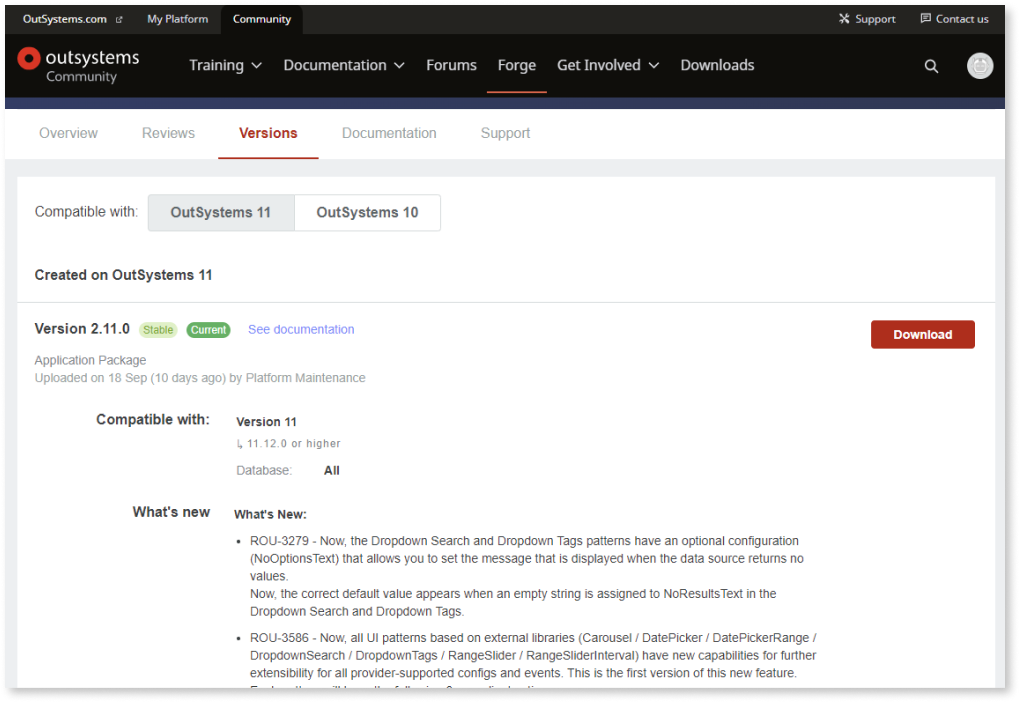 OutSystems.com My Platform Community Support Contact us
outsystems
Community
Training Documentation Forums Forge Get Involved Downloads
Overview Reviews Versions Documentation Support
Compatible with: OutSystems 11 OutSystems 10
Created on OutSystems 11
Version 2.11.0 Stable Current See documentation
Download
Application Package
Uploaded on 18 Sep (10 days ago) by Platform Maintenance
Compatible with: Version 11
↳ 11.12.0 or higher
Database: All
What's new What's New:
• ROU-3279 - Now, the Dropdown Search and Dropdown Tags patterns have an optional configuration
(NoOptionsText) that allows you to set the message that is displayed when the data source returns no
values.
Now, the correct default value appears when an empty string is assigned to NoResultsText in the
Dropdown Search and Dropdown Tags.
• ROU-3586 - Now, all UI patterns based on external libraries (Carousel / DatePicker / DatePickerRange /
DropdownSearch / DropdownTags / RangeSlider / RangeSliderInterval) have new capabilities for further
extensibility for all provider-supported configs and events. This is the first version of this new feature.